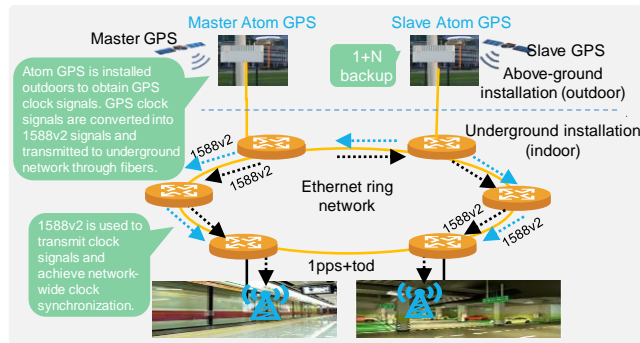 Master Atom GPS
Slave Atom GPS
Master GPS
Slave GPS
1+N
backup
Above-ground
installation (outdoor)
Atom GPS is installed
outdoors to obtain GPS
clock signals. GPS clock
signals are converted into
1588v2 signals and
transmitted to underground
network through fibers.
Underground installation
(indoor)
1588v2
1588v2
Ethernet ring
network
1588v2
1588v2
1588v2 is used to
transmit clock
signals and
achieve network-
wide clock
synchronization.
1pps+tod